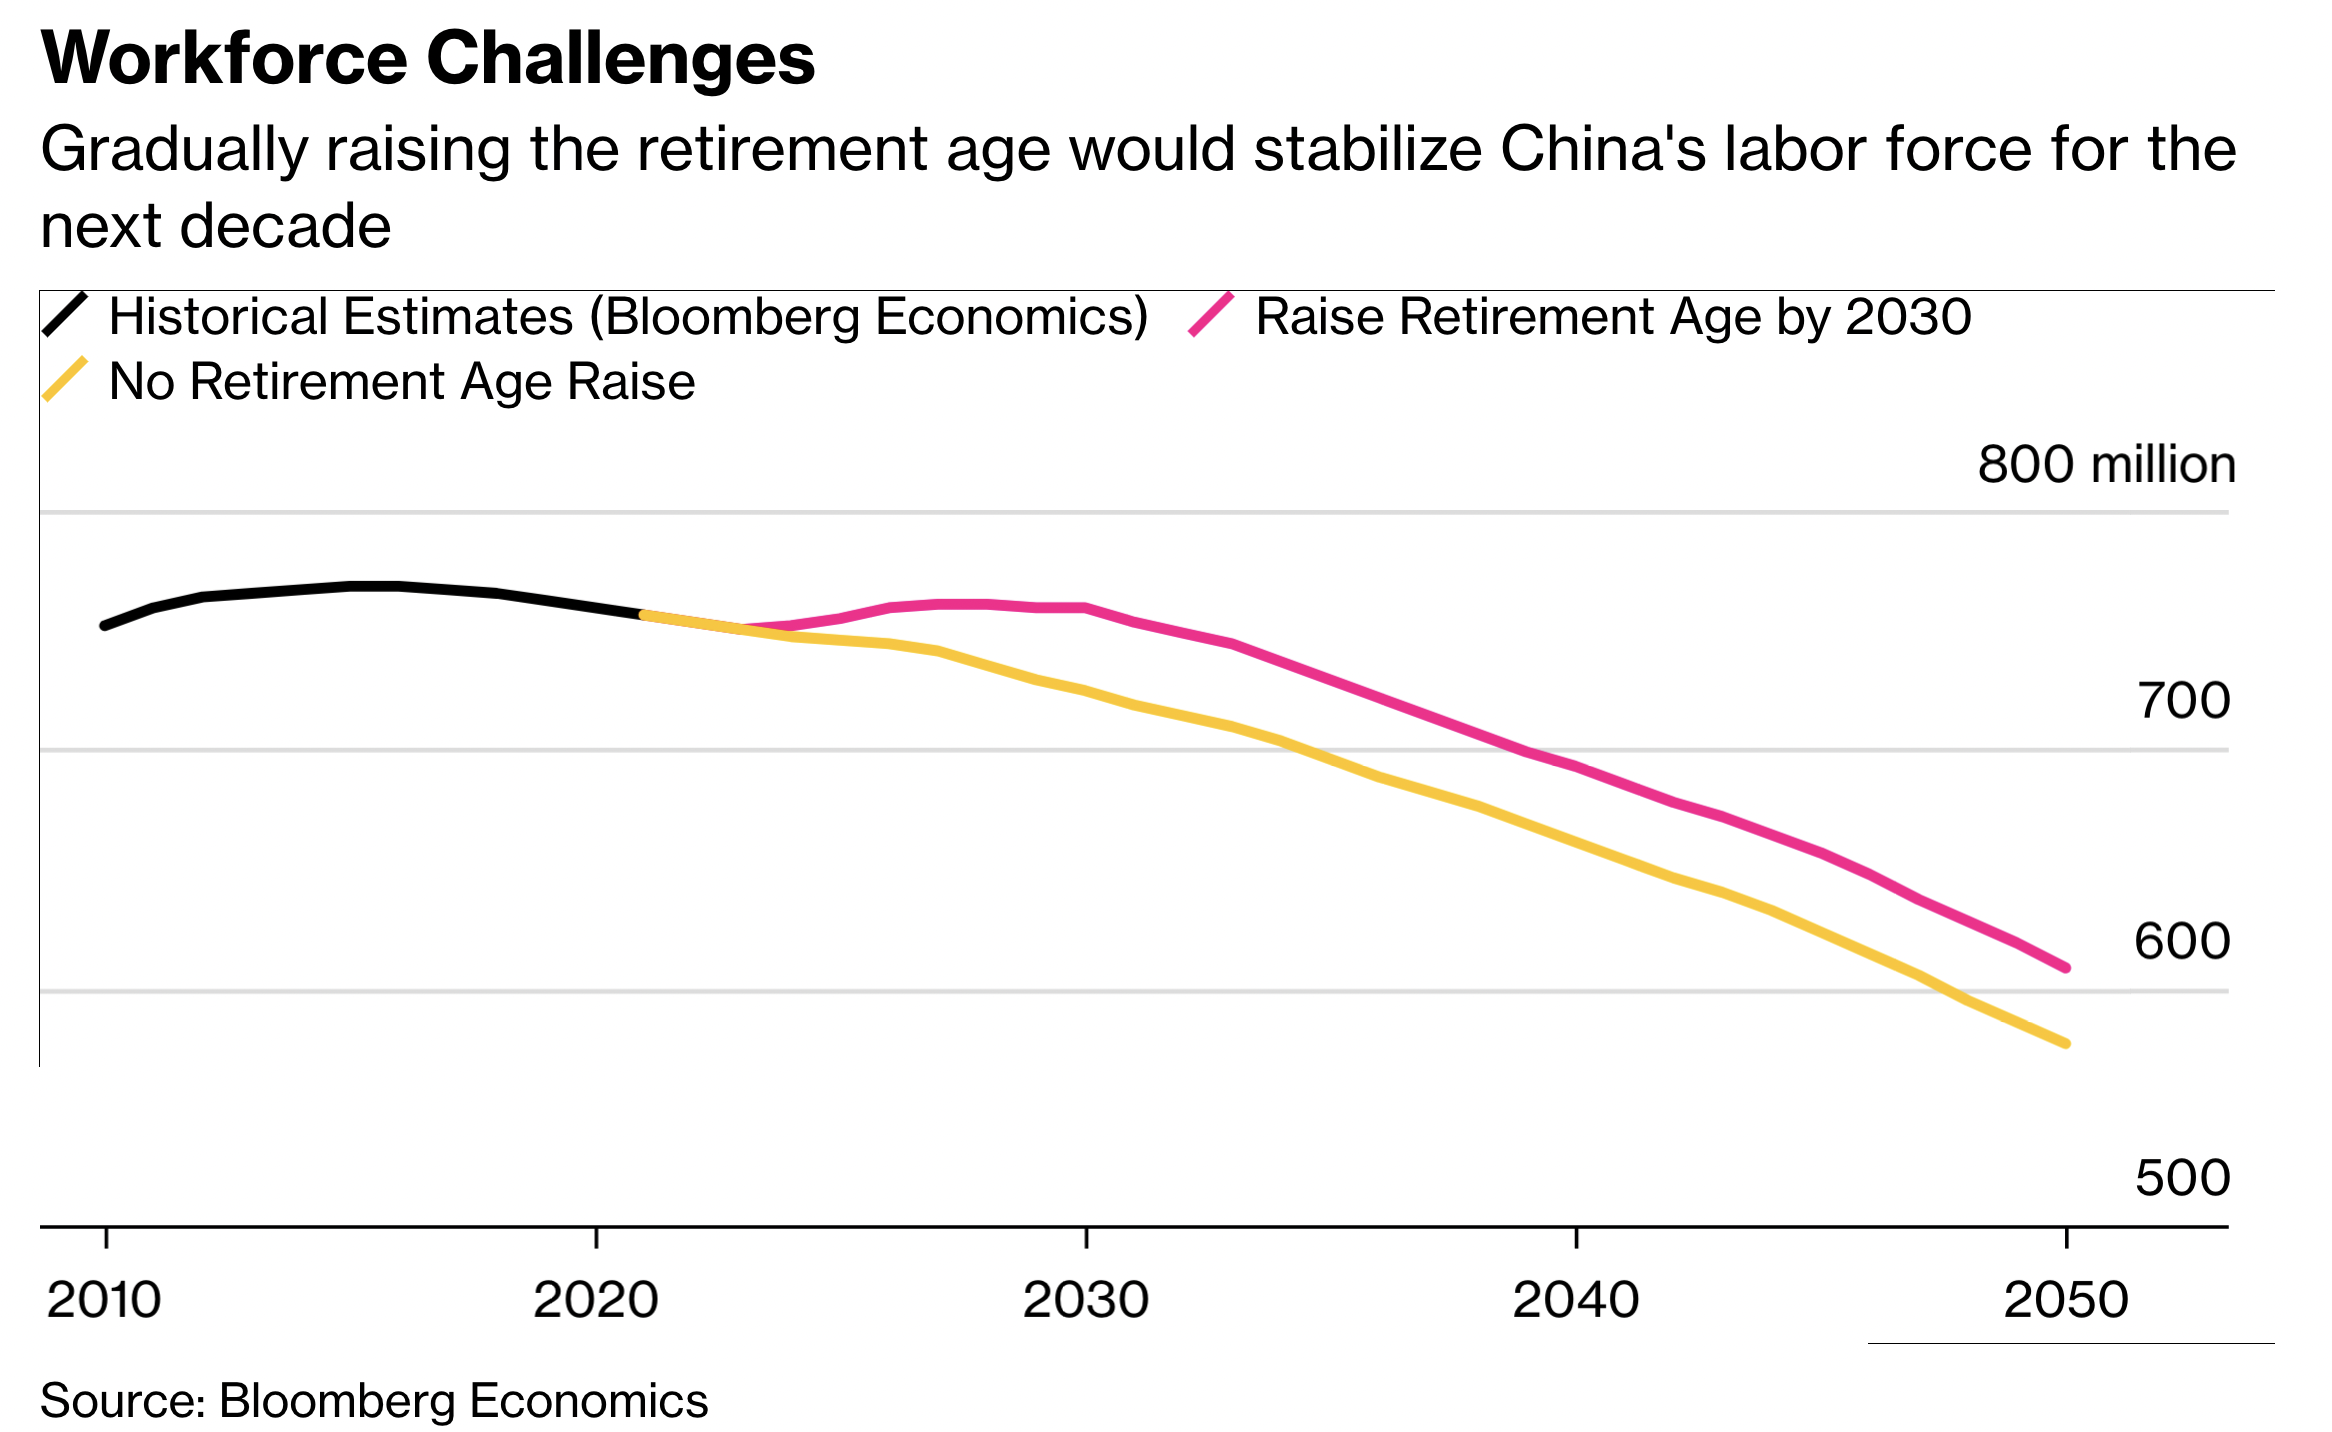 Workforce Challenges
Gradually raising the retirement age would stabilize China's labor force for the
next decade
Historical Estimates (Bloomberg Economics) Raise Retirement Age by 2030
No Retirement Age Raise
800 million
700
600
500
2010 2020 2030 2040 2050
Source: Bloomberg Economics